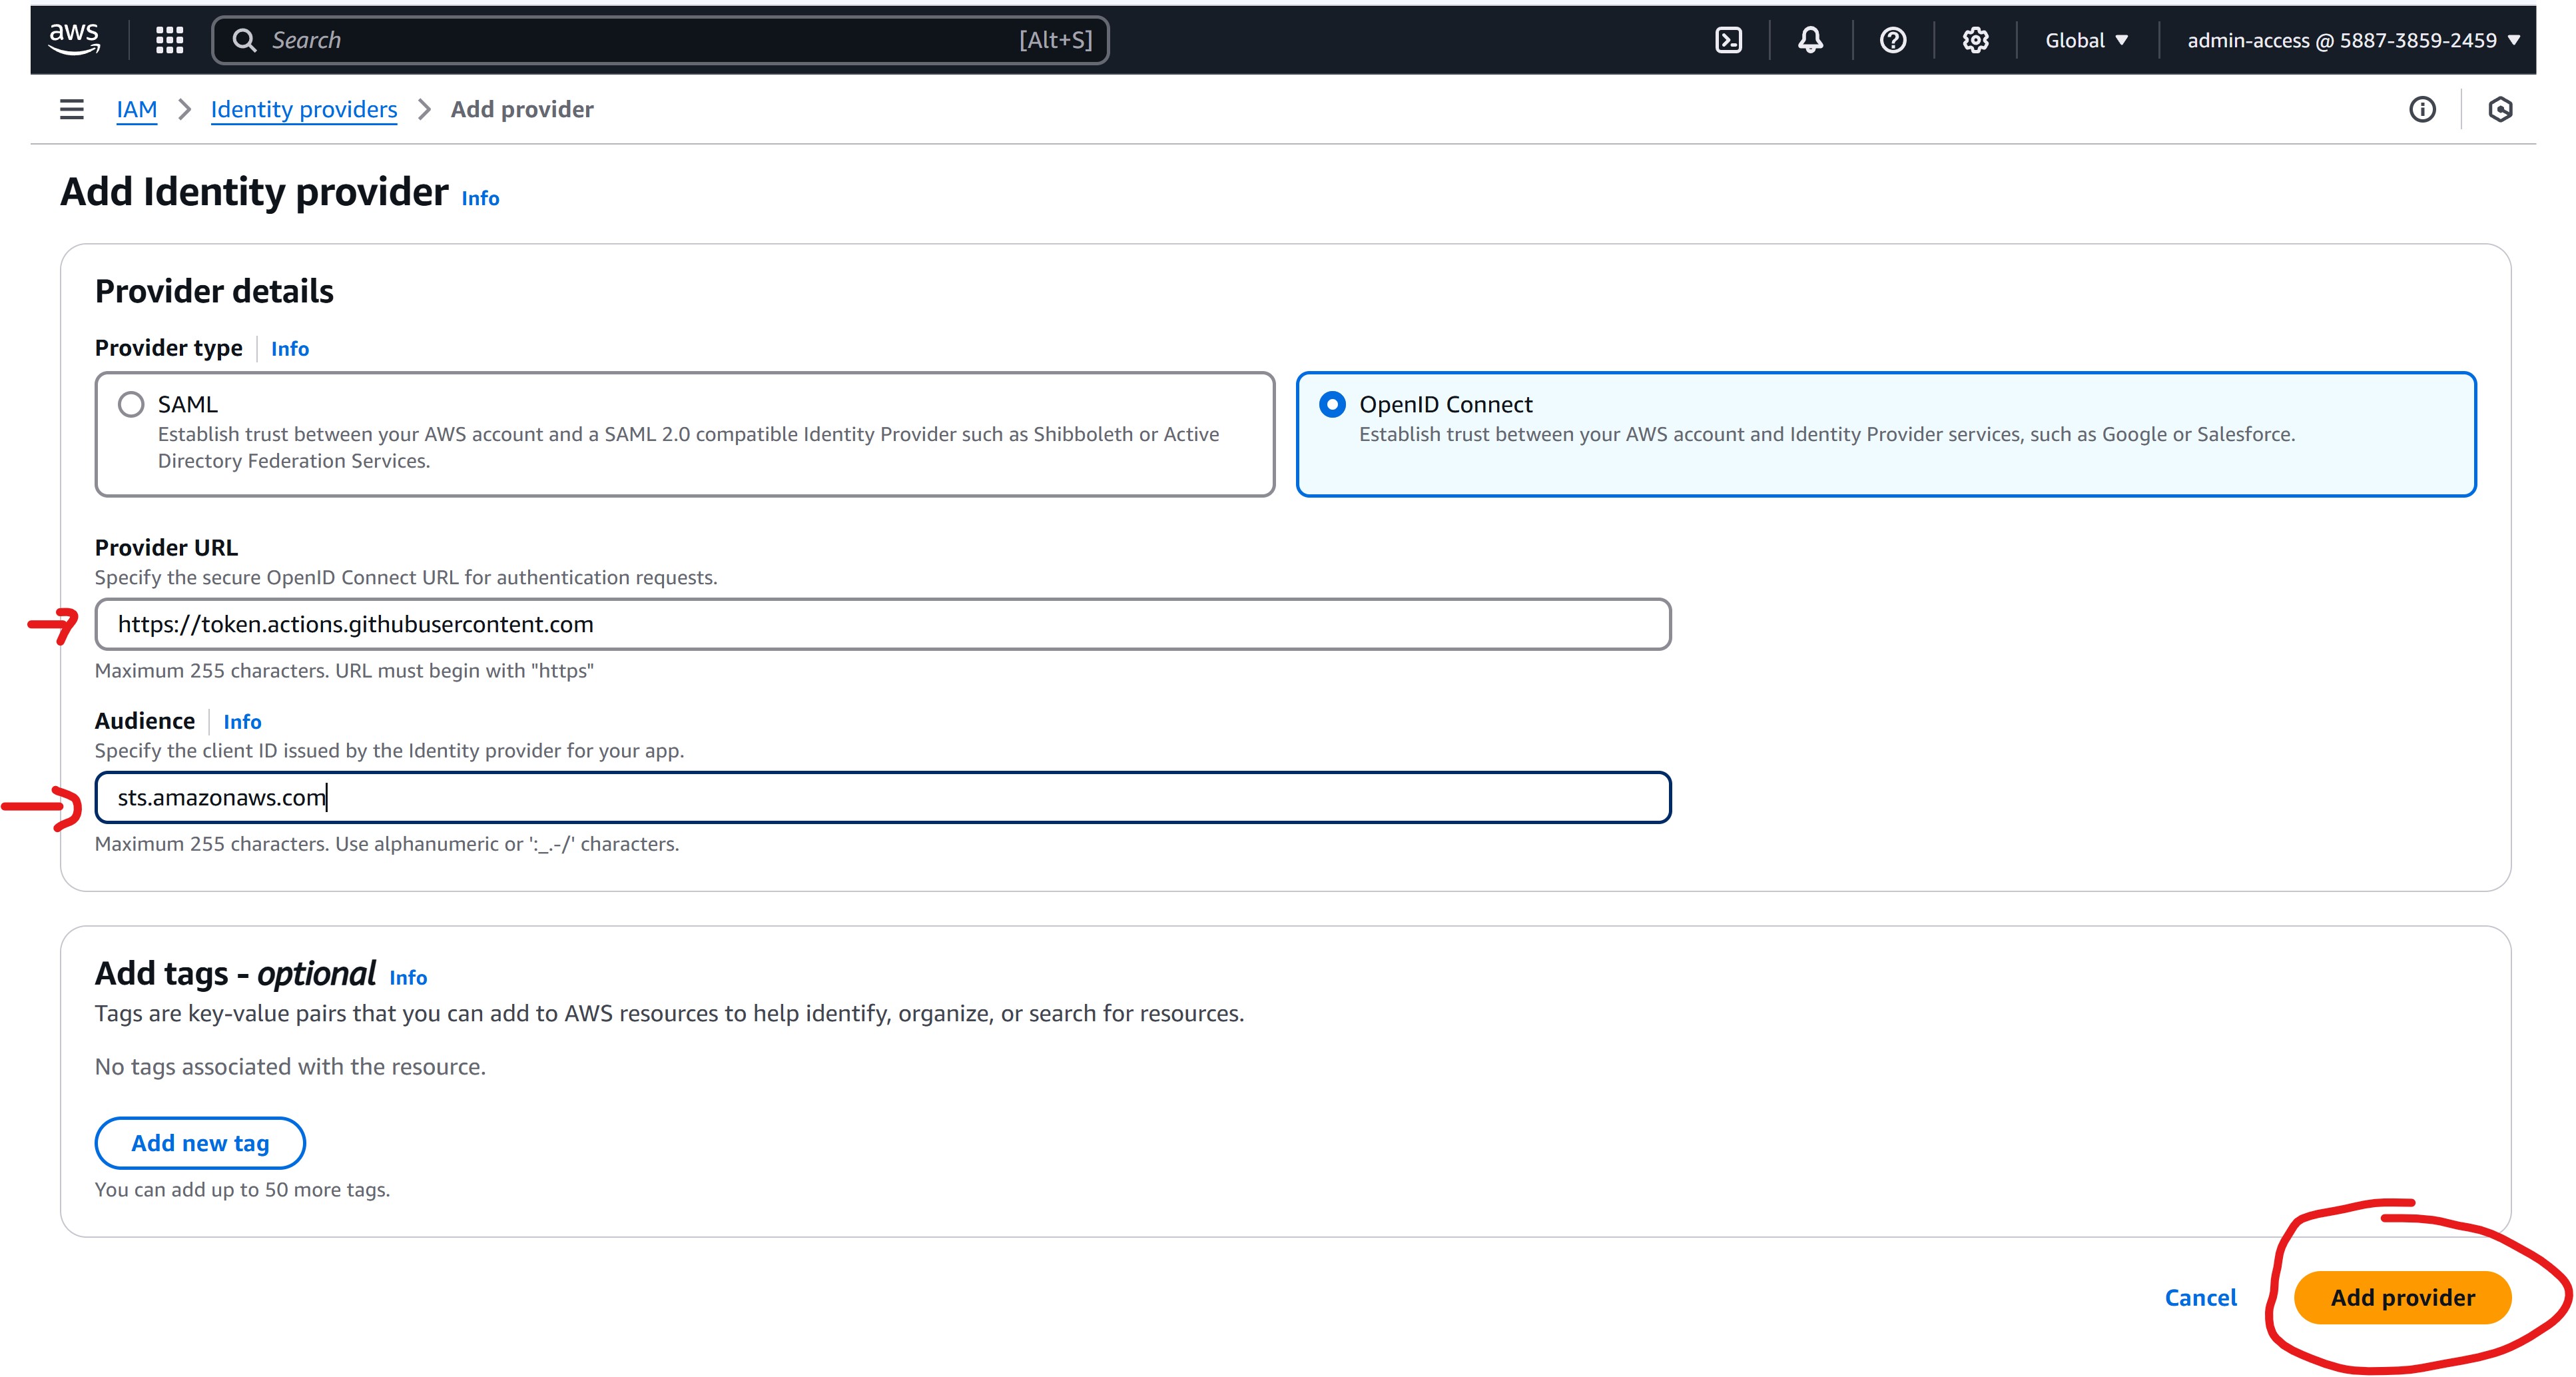 aws
Search [Alt+S]
Global
admin-access @ 5887-3859-2459
IAM
Identity providers
Add provider
Add Identity provider Info
Provider details
Provider type Info
SAML
Establish trust between your AWS account and a SAML 2.0 compatible Identity Provider such as Shibboleth or Active
Directory Federation Services.
OpenID Connect
Establish trust between your AWS account and Identity Provider services, such as Google or Salesforce.
Provider URL
Specify the secure OpenID Connect URL for authentication requests.
https://token.actions.githubusercontent.com
Maximum 255 characters. URL must begin with "https"
Audience Info
Specify the client ID issued by the Identity provider for your app.
sts.amazonaws.com
Maximum 255 characters. Use alphanumeric or ':_.-/' characters.
Add tags - optional Info
Tags are key-value pairs that you can add to AWS resources to help identify, organize, or search for resources.
No tags associated with the resource.
Add new tag
You can add up to 50 more tags.
Cancel
Add provider